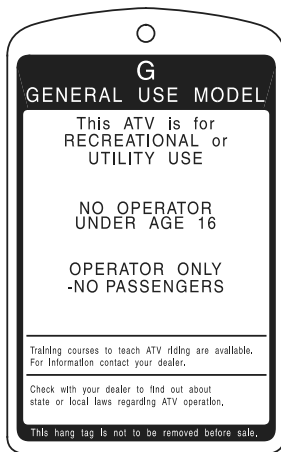 G
GENERAL USE MODEL
This ATV is for
RECREATIONAL or
UTILITY USE
NO OPERATOR
UNDER AGE 16
OPERATOR ONLY
-NO PASSENGERS
Training courses to teach ATV riding are available.
For Information contact your dealer.
Check with your dealer to find out about
state or local laws regarding ATV operation.
This hang tag is not to be removed before sale.